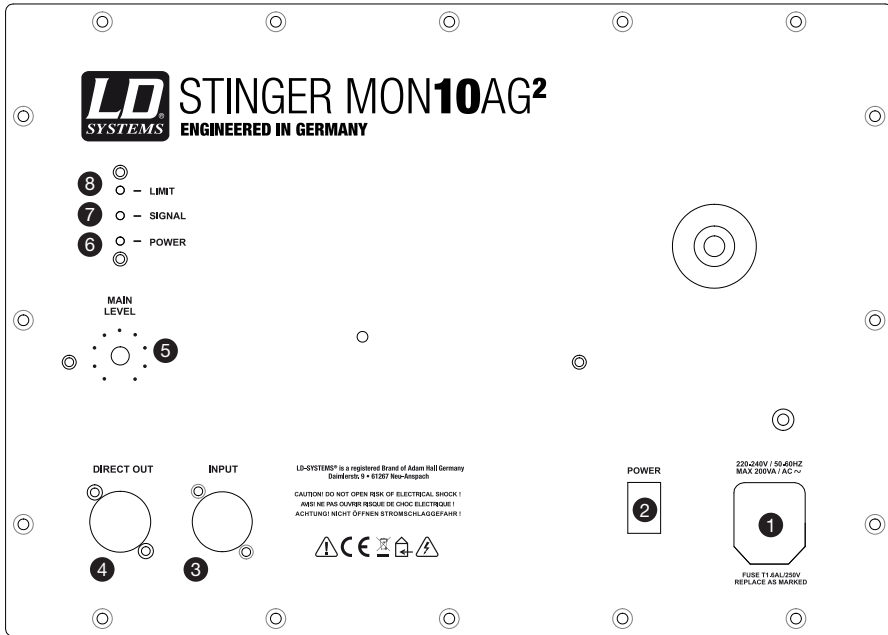 LD
SYSTEMS®
STINGER MON10AG²
ENGINEERED IN GERMANY
8
LIMIT
7
SIGNAL
6
POWER
MAIN
LEVEL
5
DIRECT OUT
4
INPUT
3
LD-SYSTEMS® is a registered Brand of Adam Hall Germany
Daimlerstr. 9 • 61267 Neu-Anspach
CAUTION! DO NOT OPEN RISK OF ELECTRICAL SHOCK !
AVIS! NE PAS OUVRIR RISQUE DE CHOC ELECTRIQUE !
ACHTUNG! NICHT ÖFFNEN STROMSCHLAGGEFAHR !
CE
POWER
2
220-240V / 50-60HZ
MAX 200VA / AC ~
1
FUSE T1.6AL/250V
REPLACE AS MARKED